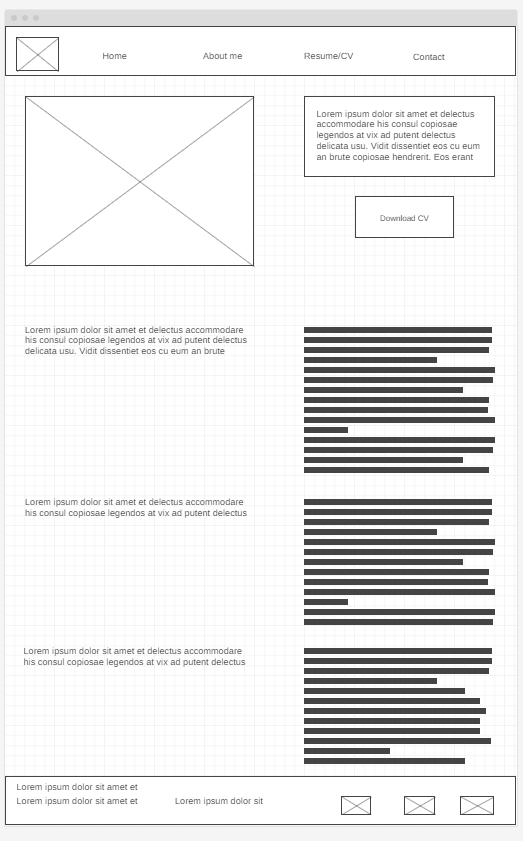 Home
About me
Resume/CV
Contact
Lorem ipsum dolor sit amet et delectus
accommodare his consul copiosae
legendos at vix ad putent delectus
delicata usu. Vidit dissentiet eos cu eum
an brute copiosae hendrerit. Eos erant
Download CV
Lorem ipsum dolor sit amet et delectus accommodare
his consul copiosae legendos at vix ad putent delectus
delicata usu. Vidit dissentiet eos cu eum an brute
Lorem ipsum dolor sit amet et delectus accommodare
his consul copiosae legendos at vix ad putent delectus
Lorem ipsum dolor sit amet et delectus accommodare
his consul copiosae legendos at vix ad putent delectus
Lorem ipsum dolor sit amet et
Lorem ipsum dolor sit amet et
Lorem ipsum dolor sit